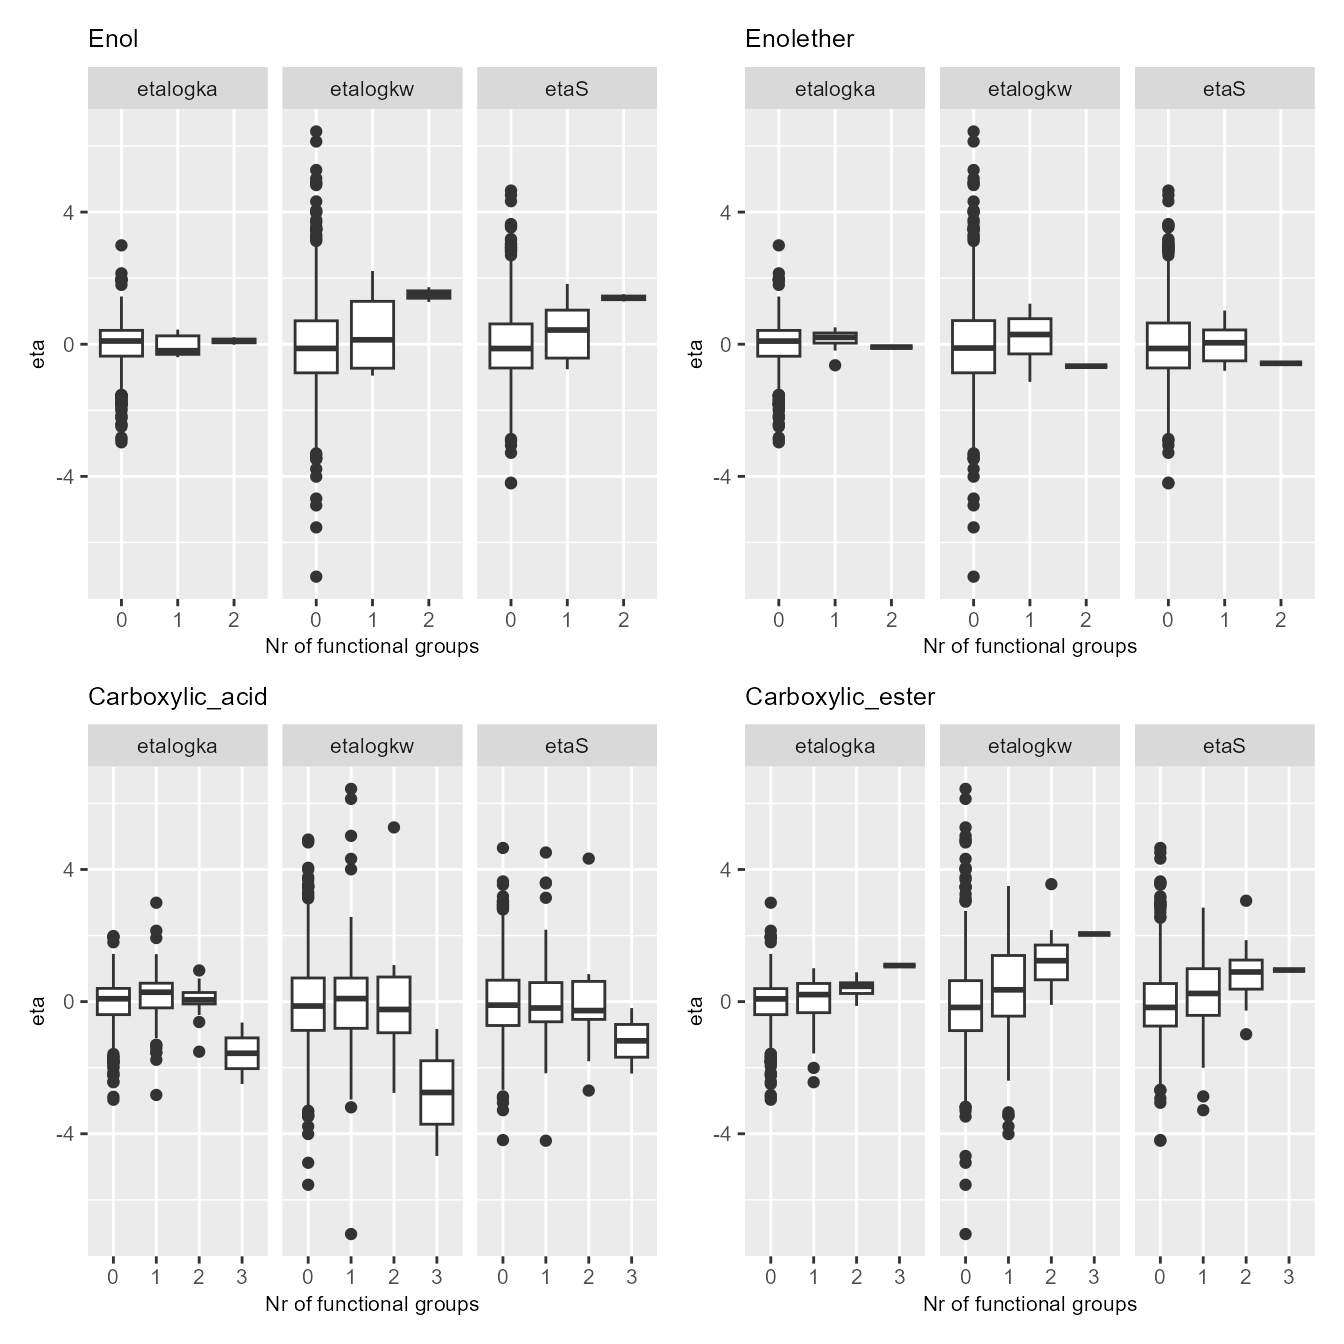 Enol
etalogka etalogkw etaS
4
0
-4
eta
0 1 2 0 1 2 0 1 2
Nr of functional groups
Enolether
etalogka etalogkw etaS
4
0
-4
eta
0 1 2 0 1 2 0 1 2
Nr of functional groups
Carboxylic_acid
etalogka etalogkw etaS
4
0
-4
eta
0 1 2 3 0 1 2 3 0 1 2 3
Nr of functional groups
Carboxylic_ester
etalogka etalogkw etaS
4
0
-4
eta
0 1 2 3 0 1 2 3 0 1 2 3
Nr of functional groups